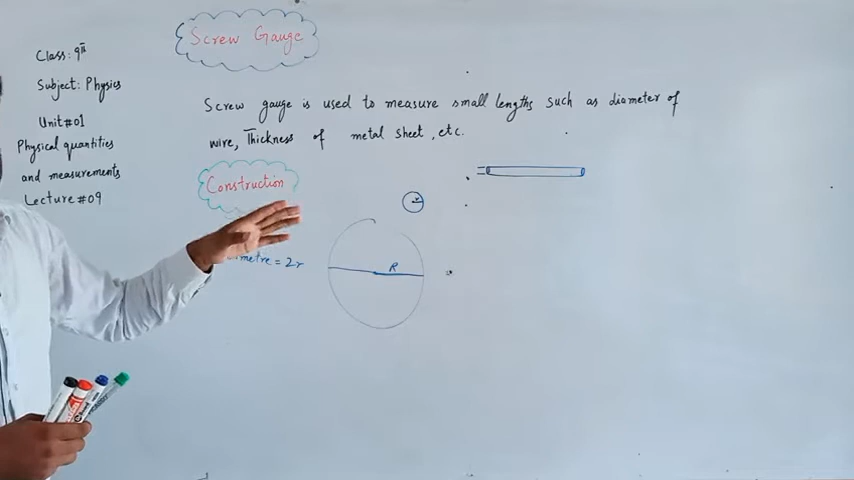 Screw Gauge
Class: 9th
Subject: Physics
Unit#01
Physical quantities
and measurements
Lecture #09
Screw gauge is used to measure small lengths such as diameter of
wire, Thickness of metal sheet, etc.
Construction
metre = 2r
r
R